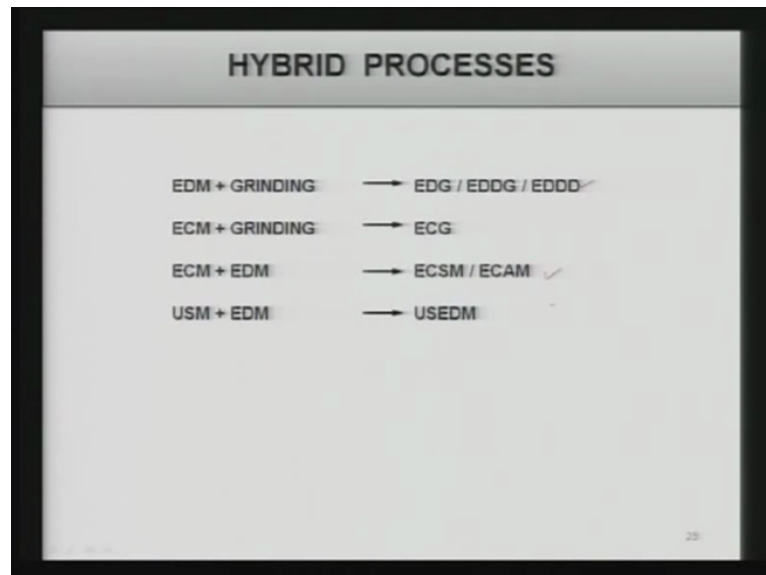 HYBRID PROCESSES
EDM + GRINDING → EDG / EDDG / EDDD
ECM + GRINDING → ECG
ECM + EDM → ECSM / ECAM
USM + EDM → USEDM